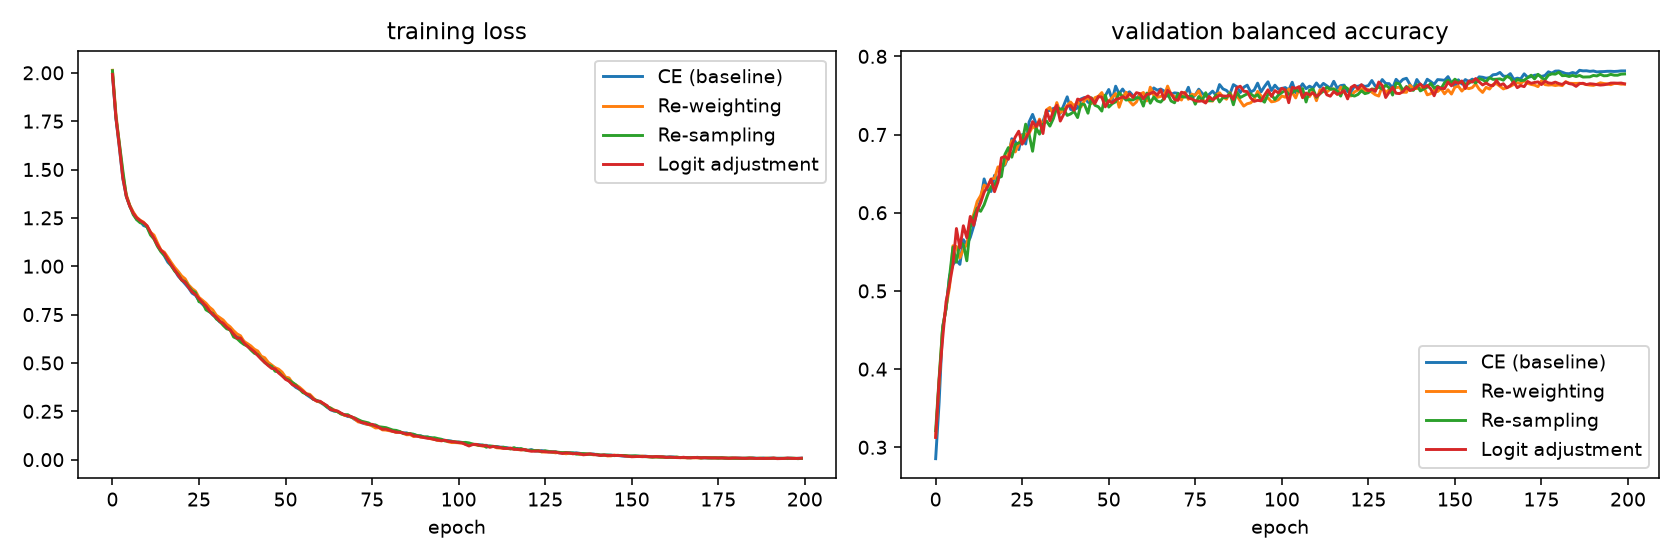 training loss
2.00
1.75
1.50
1.25
1.00
0.75
0.50
0.25
0.00
CE (baseline)
Re-weighting
Re-sampling
Logit adjustment
0 25 50 75 100 125 150 175 200
epoch
validation balanced accuracy
0.8
0.7
0.6
0.5
0.4
0.3
CE (baseline)
Re-weighting
Re-sampling
Logit adjustment
0 25 50 75 100 125 150 175 200
epoch